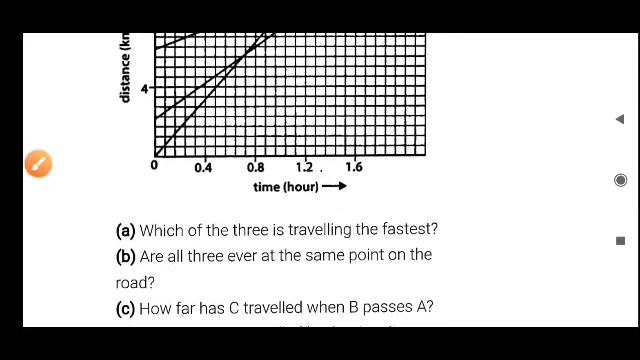 distance (kn
4
0 0.4 0.8 1.2 1.6
time (hour)
(a) Which of the three is travelling the fastest?
(b) Are all three ever at the same point on the
road?
(c) How far has C travelled when B passes A?